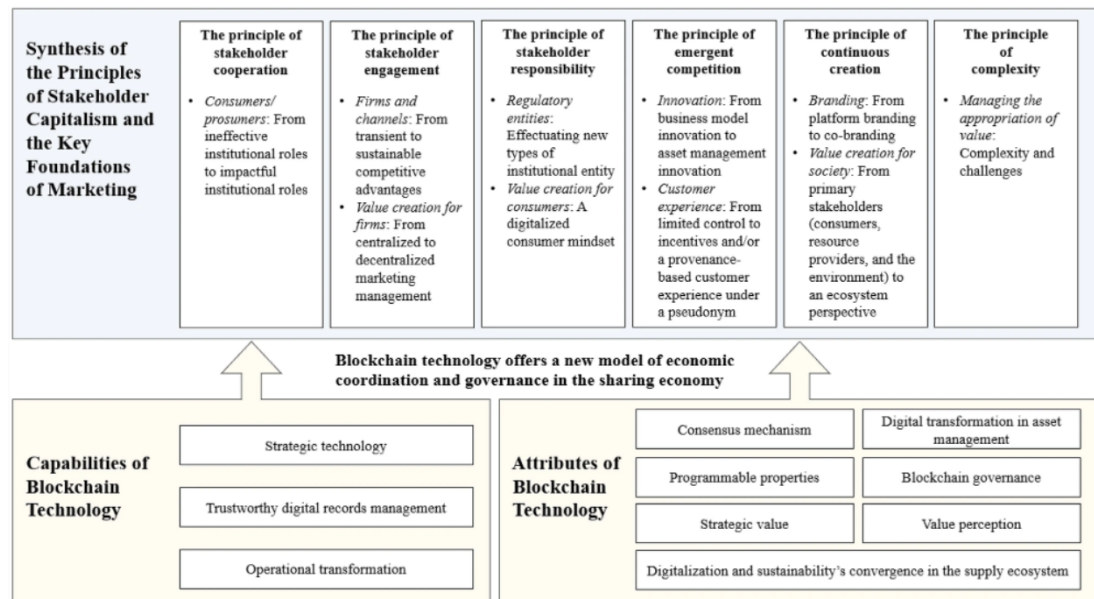 Synthesis of
the Principles
of Stakeholder
Capitalism and
the Key
Foundations
of Marketing
The principle of
stakeholder
cooperation
• Consumers/
prosumers: From
ineffective
institutional roles
to impactful
institutional roles
The principle of
stakeholder
engagement
• Firms and
channels: From
transient to
sustainable
competitive
advantages
• Value creation for
firms: From
centralized to
decentralized
marketing
management
The principle of
stakeholder
responsibility
• Regulatory
entities:
Effectuating new
types of
institutional entity
• Value creation for
consumers: A
digitalized
consumer mindset
The principle of
emergent
competition
• Innovation: From
business model
innovation to
asset management
innovation
• Customer
experience: From
limited control to
incentives and/or
a provenance-
based customer
experience under
a pseudonym
The principle of
continuous
creation
• Branding: From
platform branding
to co-branding
• Value creation for
society: From
primary
stakeholders
(consumers,
resource
providers, and the
environment) to
an ecosystem
perspective
The principle
of
complexity
• Managing the
appropriation of
value:
Complexity and
challenges
Blockchain technology offers a new model of economic
coordination and governance in the sharing economy
Capabilities of
Blockchain
Technology
Strategic technology
Trustworthy digital records management
Operational transformation
Attributes of
Blockchain
Technology
Consensus mechanism
Digital transformation in asset
management
Programmable properties
Blockchain governance
Strategic value
Value perception
Digitalization and sustainability's convergence in the supply ecosystem